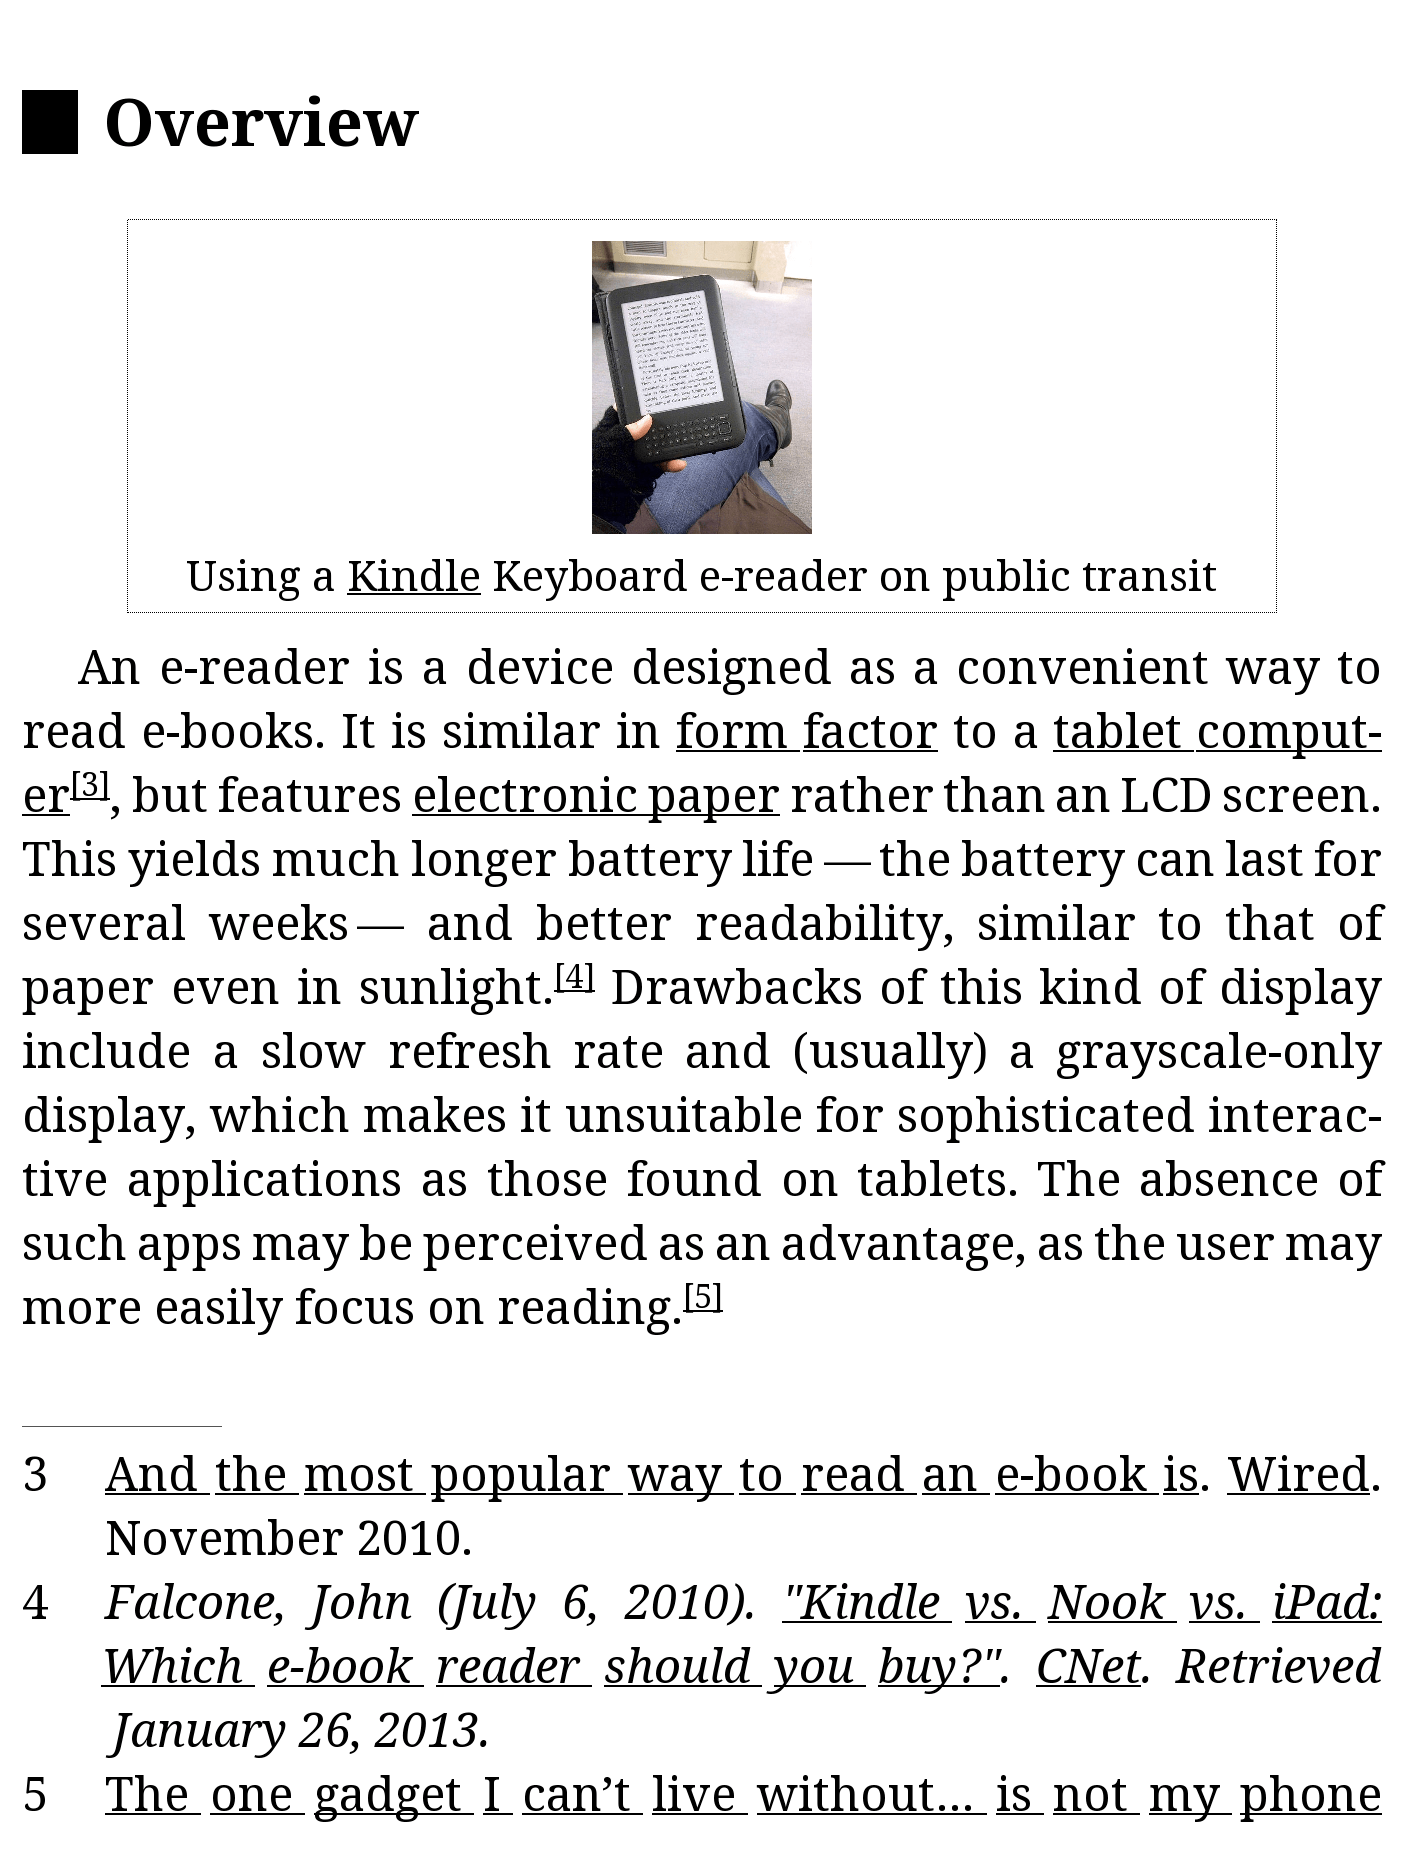 Overview
Using a Kindle Keyboard e-reader on public transit
An e-reader is a device designed as a convenient way to
read e-books. It is similar in form factor to a tablet comput-
er[3], but features electronic paper rather than an LCD screen.
This yields much longer battery life — the battery can last for
several weeks — and better readability, similar to that of
paper even in sunlight.[4] Drawbacks of this kind of display
include a slow refresh rate and (usually) a grayscale-only
display, which makes it unsuitable for sophisticated interac-
tive applications as those found on tablets. The absence of
such apps may be perceived as an advantage, as the user may
more easily focus on reading.[5]
3 And the most popular way to read an e-book is. Wired.
November 2010.
4 Falcone, John (July 6, 2010). "Kindle vs. Nook vs. iPad:
Which e-book reader should you buy?". CNet. Retrieved
January 26, 2013.
5 The one gadget I can’t live without... is not my phone